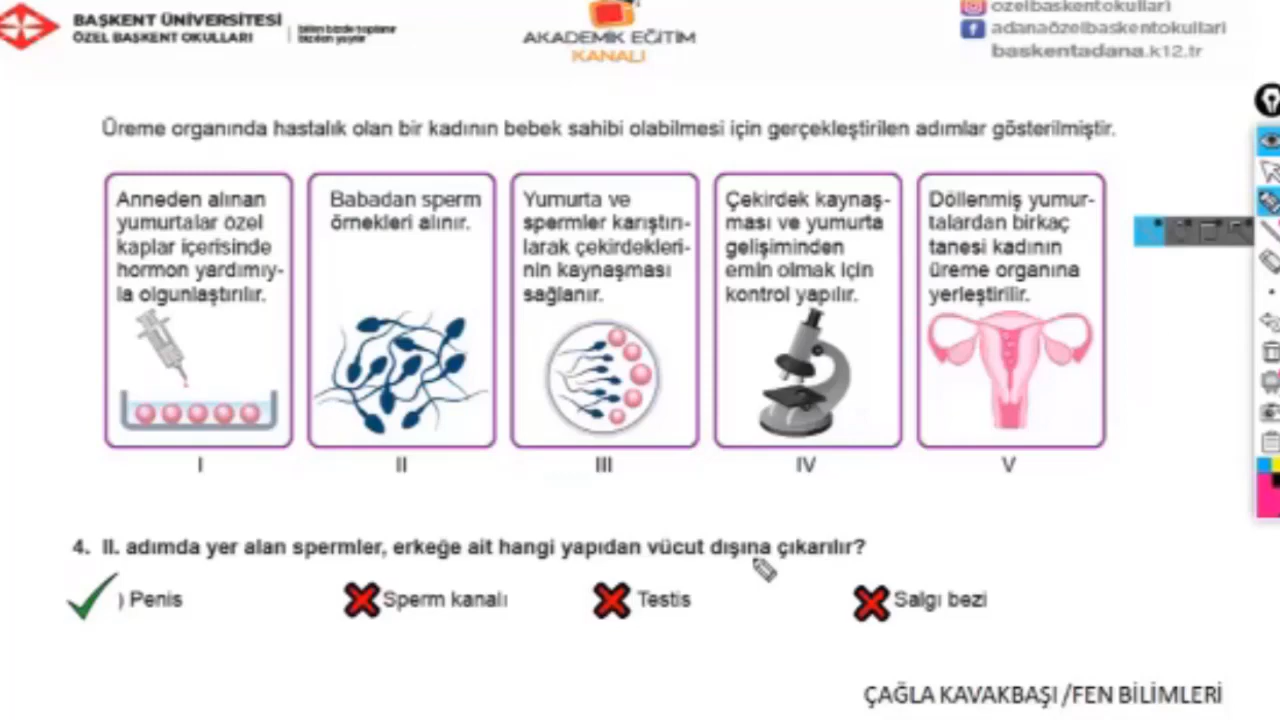 BAŞKENT ÜNİVERSİTESİ
ÖZEL BAŞKENT OKULLARI
AKADEMİK EĞİTİM
KANALI
ozelbaskentokullari
adanaözelbaskentokullari
baskentadana.k12.tr
Üreme organında hastalık olan bir kadının bebek sahibi olabilmesi için gerçekleştirilen adımlar gösterilmiştir.
Anneden alınan
yumurtalar özel
kaplar içerisinde
hormon yardımıy-
la olgunlaştırılır.
I
Babadan sperm
örnekleri alınır.
II
Yumurta ve
spermler karıştırı-
larak çekirdekleri-
nin kaynaşması
sağlanır.
III
Çekirdek kaynaş-
ması ve yumurta
gelişiminden
emin olmak için
kontrol yapılır.
IV
Döllenmiş yumur-
talardan birkaç
tanesi kadının
üreme organına
yerleştirilir.
V
4. II. adımda yer alan spermler, erkeğe ait hangi yapıdan vücut dışına çıkarılır?
) Penis
Sperm kanalı
Testis
Salgı bezi
ÇAĞLA KAVAKBAŞI /FEN BİLİMLERİ